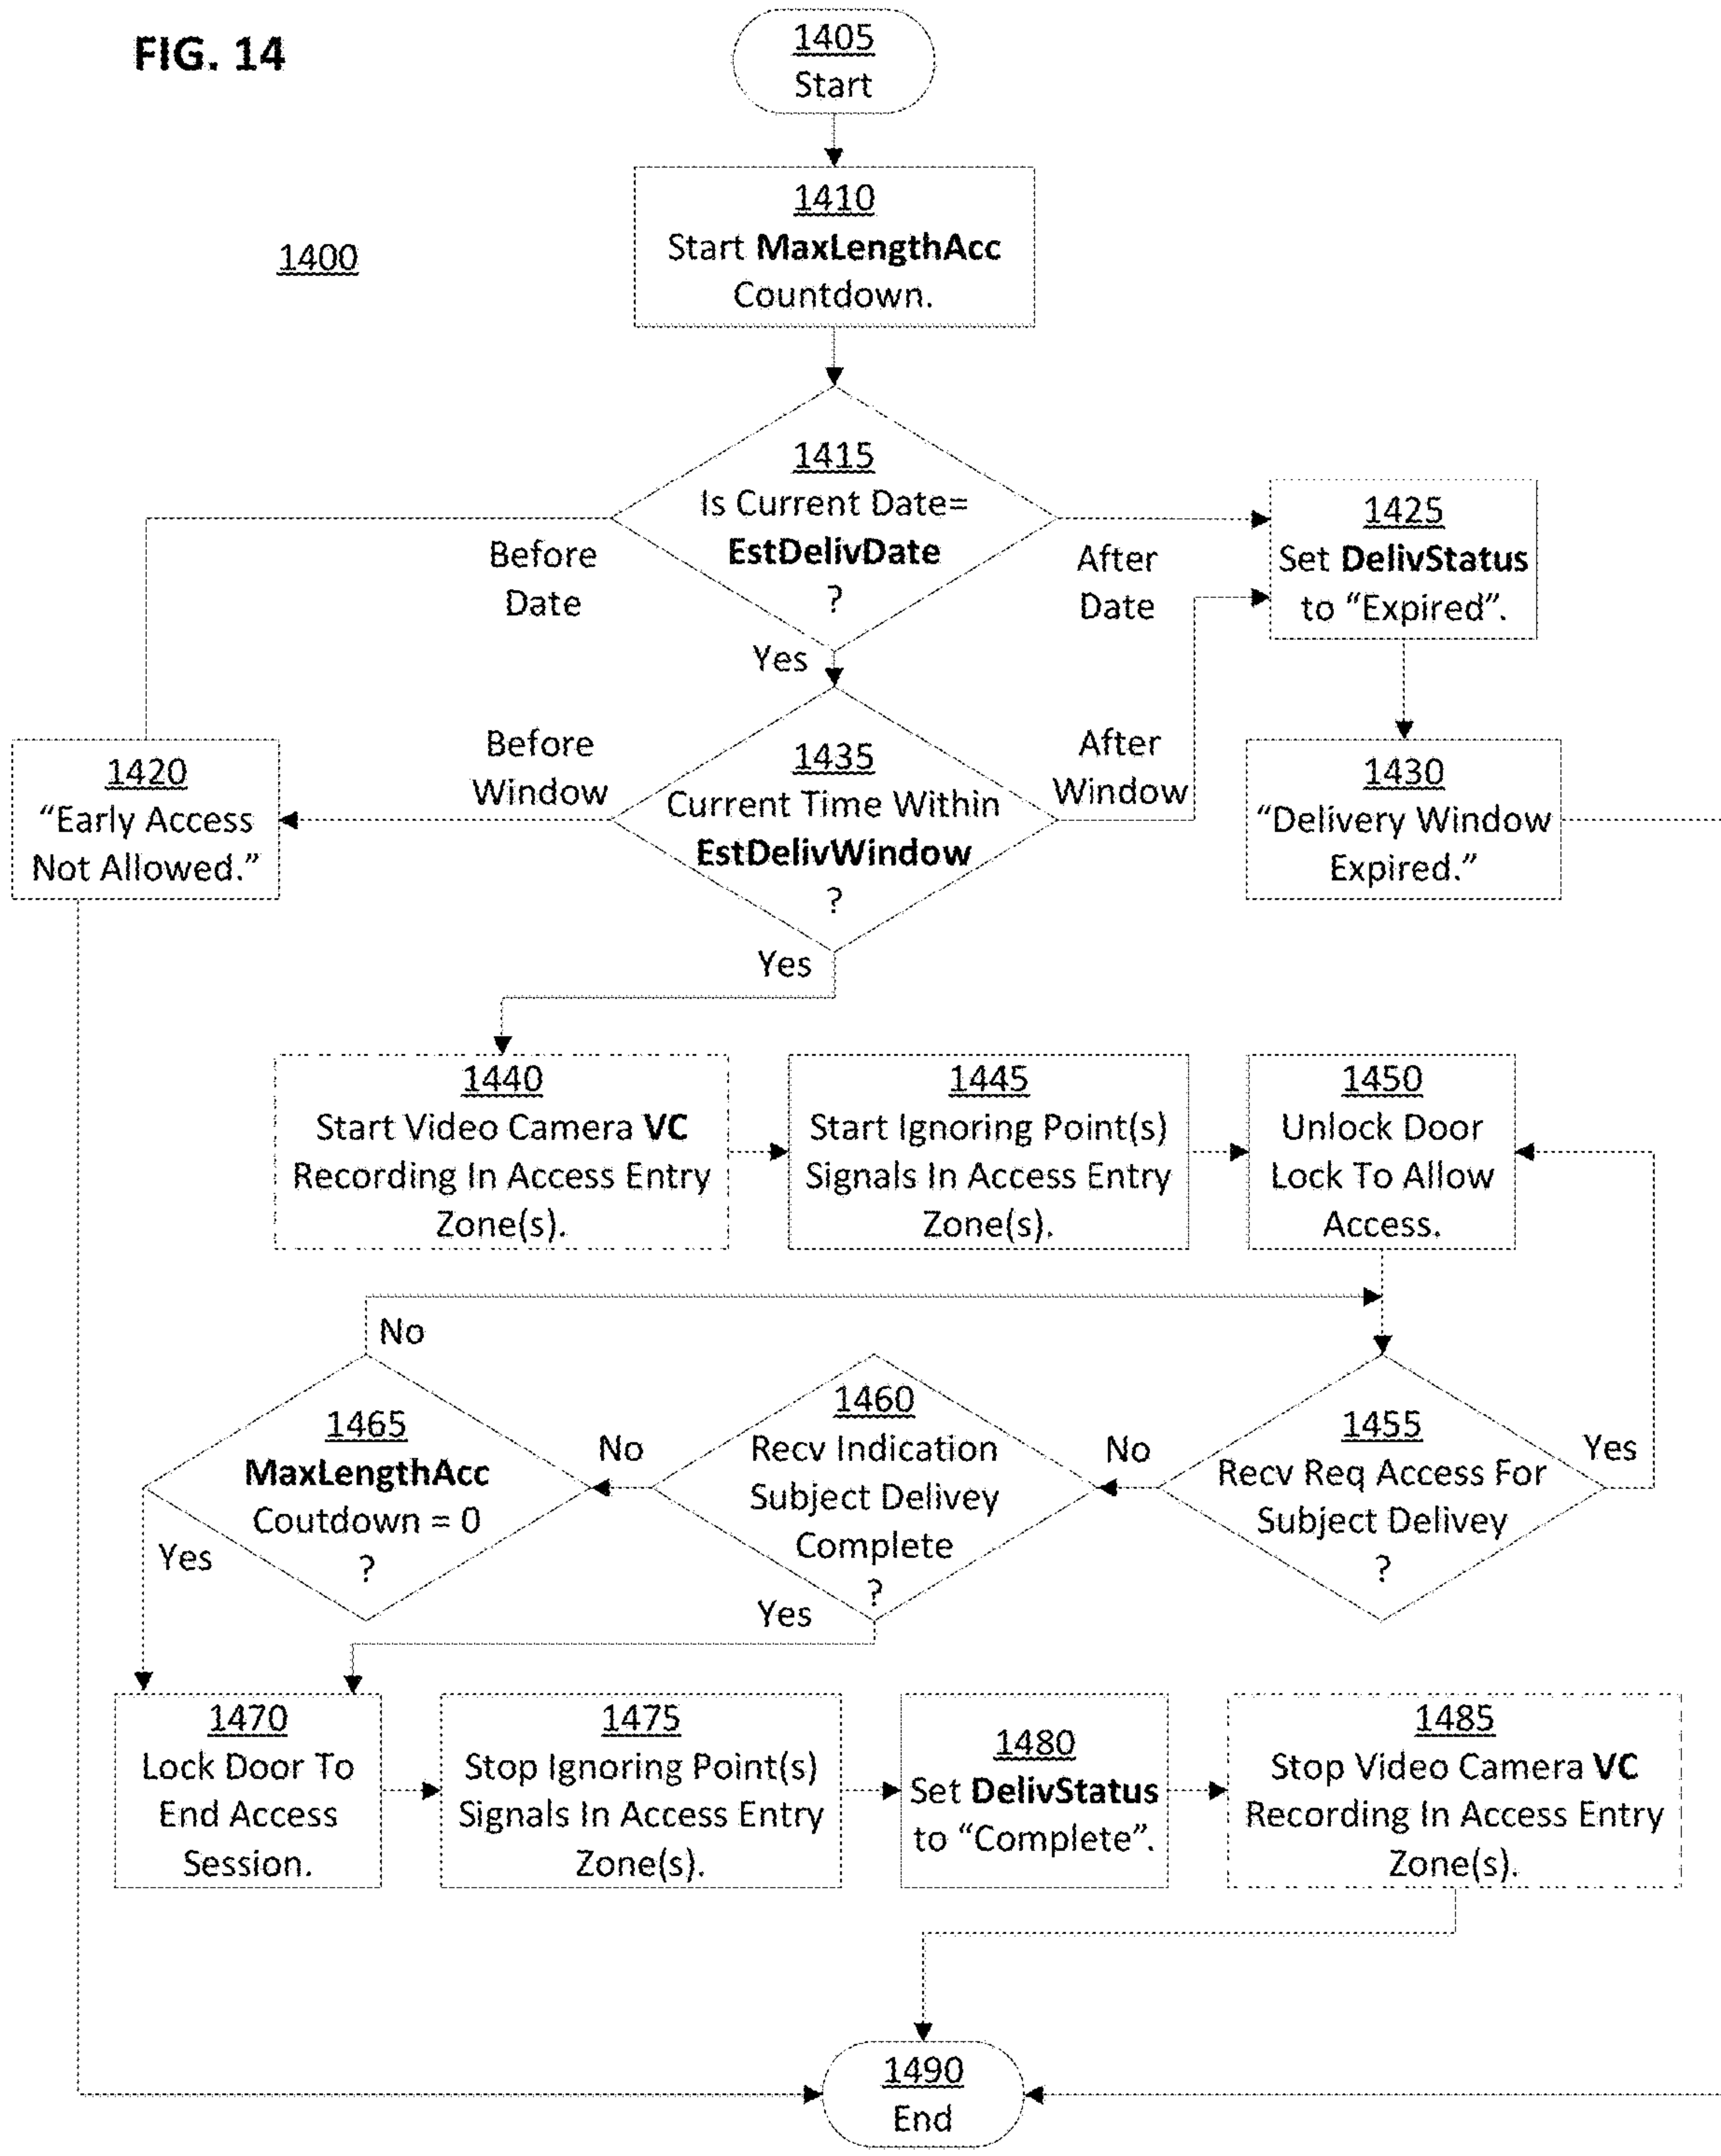 FIG. 14
1405
Start
1410
Start MaxLengthAcc
Countdown.
1400
1415
Is Current Date=
EstDelivDate
?
Before
Date
After
Date
Yes
1425
Set DelivStatus
to “Expired”.
1420
“Early Access
Not Allowed.”
Before
Window
1435
Current Time Within
EstDelivWindow
?
After
Window
1430
“Delivery Window
Expired.”
Yes
1440
Start Video Camera VC
Recording In Access Entry
Zone(s).
1445
Start Ignoring Point(s)
Signals In Access Entry
Zone(s).
1450
Unlock Door
Lock To Allow
Access.
No
1465
MaxLengthAcc
Coutdown = 0
?
Yes
No
1460
Recv Indication
Subject Delivey
Complete
?
Yes
No
1455
Recv Req Access For
Subject Delivey
?
Yes
1470
Lock Door To
End Access
Session.
1475
Stop Ignoring Point(s)
Signals In Access Entry
Zone(s).
1480
Set DelivStatus
to “Complete”.
1485
Stop Video Camera VC
Recording In Access Entry
Zone(s).
1490
End